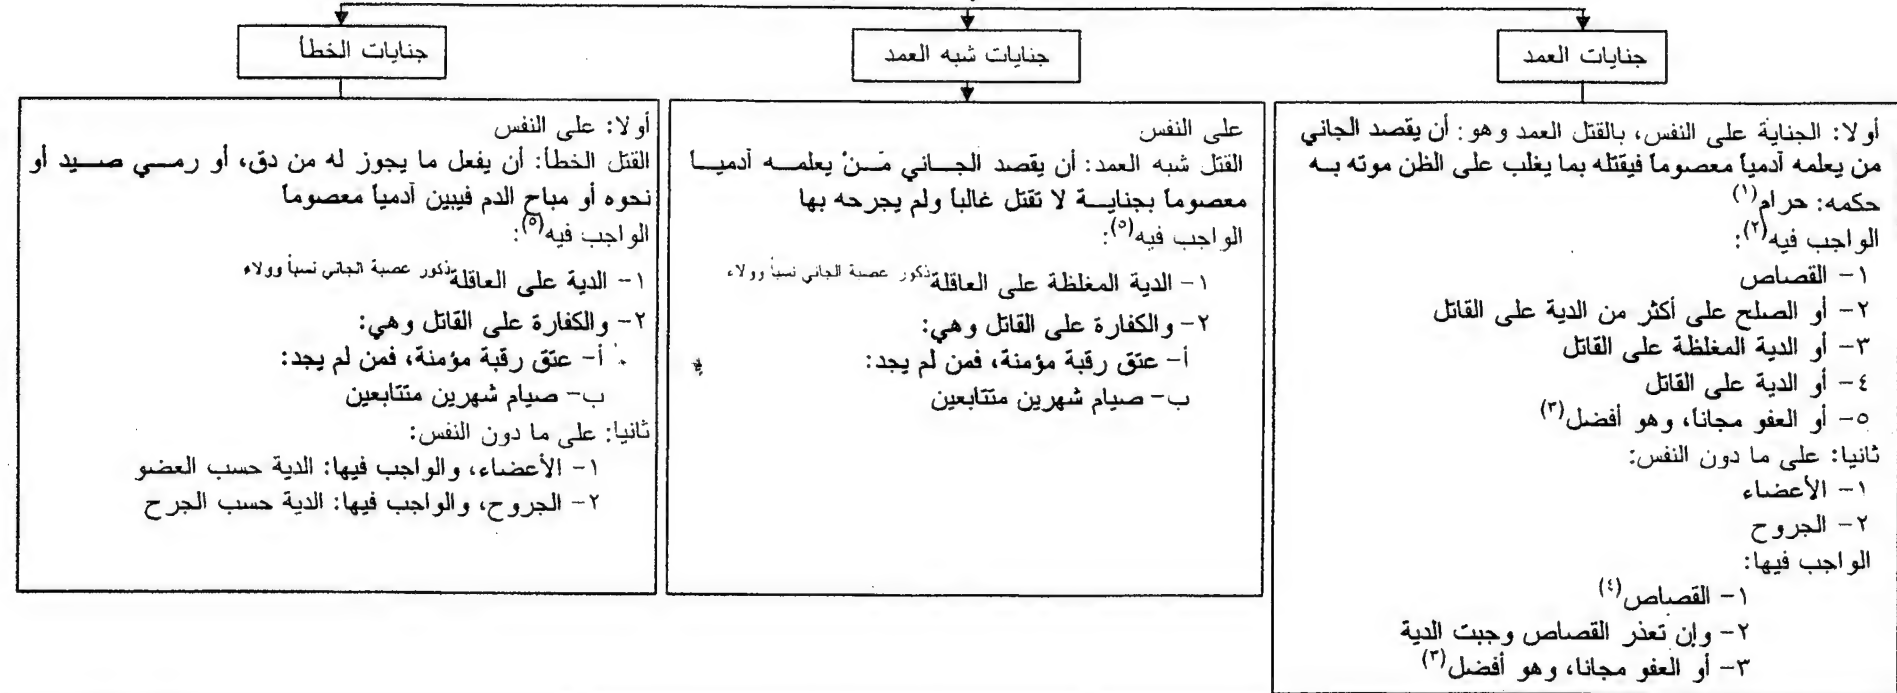 جنايات العمد
جنايات شبه العمد
جنايات الخطأ
أولا: الجناية على النفس، بالقتل العمد وهو: أن يقصد الجاني
من يعلمه آدمياً معصوماً فيقتله بما يغلب على الظن موته به
حكمه: حرام(١)
الواجب فيه(٢):
١- القصاص
٢- أو الصلح على أكثر من الدية على القاتل
٣- أو الدية المغلظة على القاتل
٤- أو الدية على القاتل
٥- أو العفو مجانا، وهو أفضل(٣)
ثانيا: على ما دون النفس:
١- الأعضاء
٢- الجروح
الواجب فيها:
١- القصاص(٤)
٢- وإن تعذر القصاص وجبت الدية
٣- أو العفو مجانا، وهو أفضل(٣)
على النفس
القتل شبه العمد: أن يقصد الجاني مَنْ يعلمه آدمياً
معصوماً بجناية لا تقتل غالباً ولم يجرحه بها
الواجب فيه(٥):
١- الدية المغلظة على العاقلة ذكور عصبة الجاني نسباً وولاء
٢- والكفارة على القاتل وهي:
أ- عتق رقبة مؤمنة، فمن لم يجد:
ب- صيام شهرين متتابعين
أولا: على النفس
القتل الخطأ: أن يفعل ما يجوز له من دق، أو رمي صيد أو
نحوه أو مباح الدم فيبين آدمياً معصوماً
الواجب فيه(٥):
١- الدية على العاقلة ذكور عصبة الجاني نسباً وولاء
٢- والكفارة على القاتل وهي:
أ- عتق رقبة مؤمنة، فمن لم يجد:
ب- صيام شهرين متتابعين
ثانيا: على ما دون النفس:
١- الأعضاء، والواجب فيها: الدية حسب العضو
٢- الجروح، والواجب فيها: الدية حسب الجرح